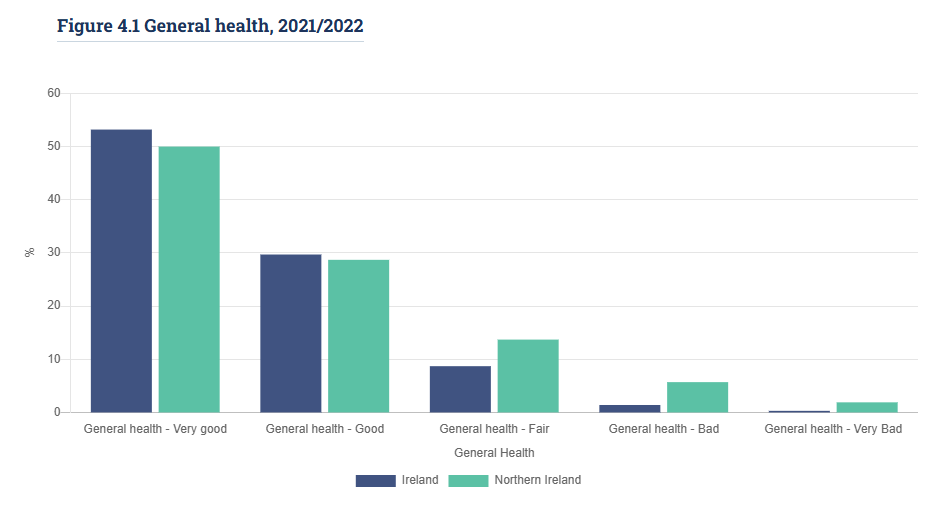 Figure 4.1 General health, 2021/2022
60
50
40
30
20
10
0
%
General health - Very good
General health - Good
General health - Fair
General health - Bad
General health - Very Bad
General Health
Ireland
Northern Ireland